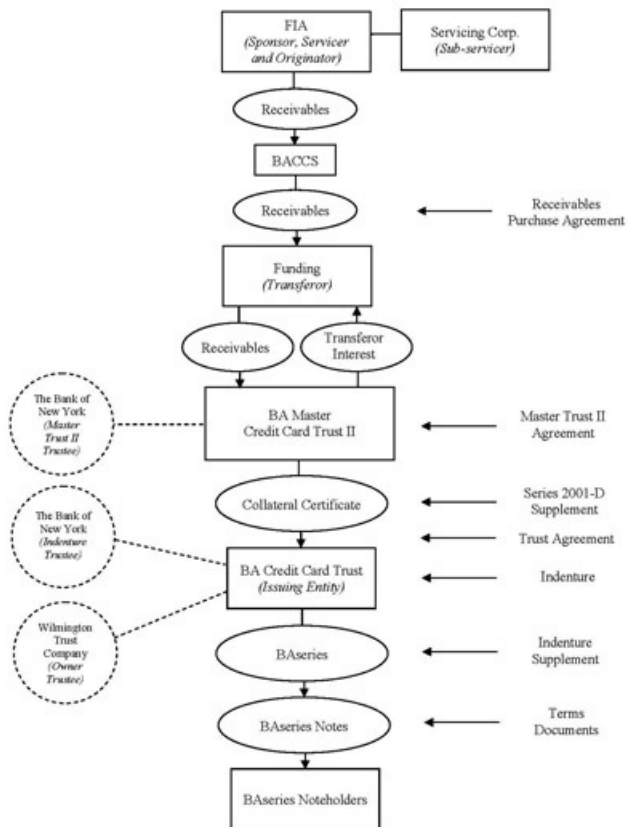 FIA
(Sponsor, Servicer
and Originator)
Servicing Corp.
(Sub-servicer)
Receivables
BACCS
Receivables
Receivables
Purchase Agreement
Funding
(Transferor)
Receivables
Transferor
Interest
The Bank of
New York
(Master
Trust II
Trustee)
BA Master
Credit Card Trust II
Master Trust II
Agreement
Collateral Certificate
Series 2001-D
Supplement
The Bank of
New York
(Indenture
Trustee)
Trust Agreement
BA Credit Card Trust
(Issuing Entity)
Indenture
Wilmington
Trust
Company
(Owner
Trustee)
BAseries
Indenture
Supplement
BAseries Notes
Terms
Documents
BAseries Noteholders